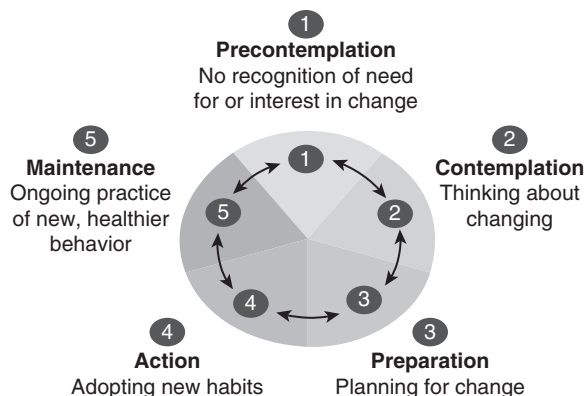 1
Precontemplation
No recognition of need
for or interest in change
2
Contemplation
Thinking about
changing
3
Preparation
Planning for change
4
Action
Adopting new habits
5
Maintenance
Ongoing practice
of new, healthier
behavior
1
2
3
4
5